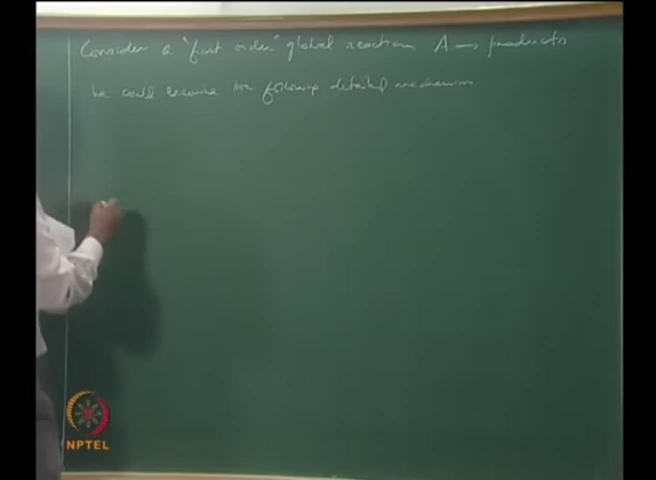 Consider a "first order" global reaction A → products
we could examine the following detailed mechanism
NPTEL